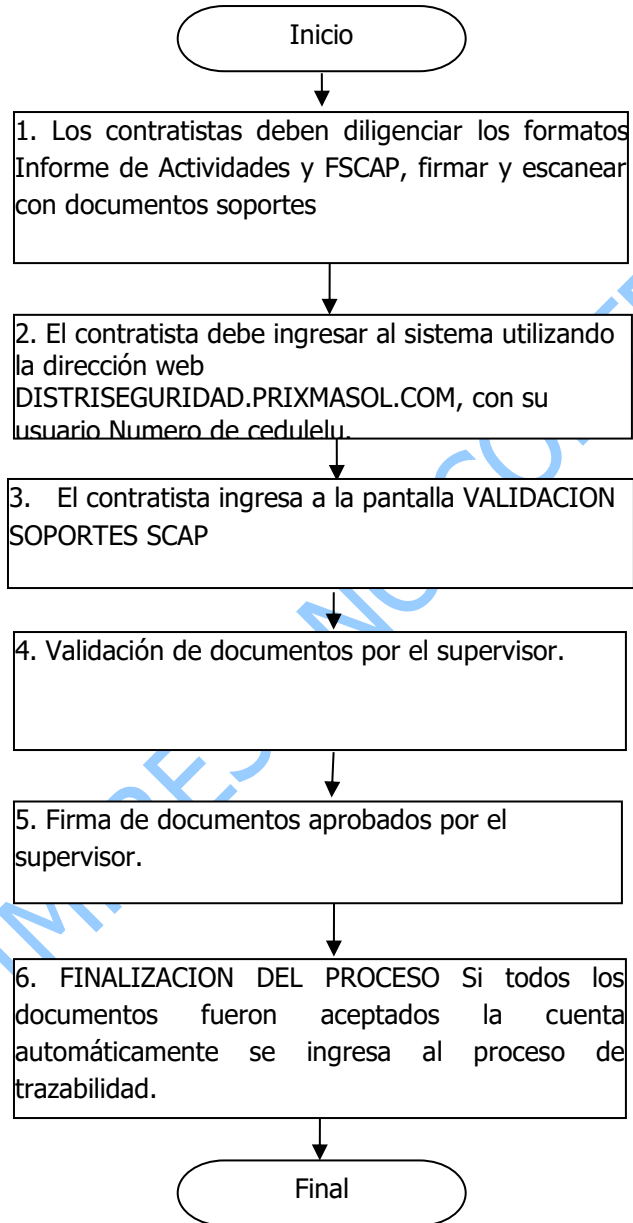 Inicio
1. Los contratistas deben diligenciar los formatos
Informe de Actividades y FSCAP, firmar y escanear
con documentos soportes
2. El contratista debe ingresar al sistema utilizando
la dirección web
DISTRISEGURIDAD.PRIXMASOL.COM, con su
usuario Numero de cedulelu.
3. El contratista ingresa a la pantalla VALIDACION
SOPORTES SCAP
4. Validación de documentos por el supervisor.
5. Firma de documentos aprobados por el
supervisor.
6. FINALIZACION DEL PROCESO Si todos los
documentos fueron aceptados la cuenta
automáticamente se ingresa al proceso de
trazabilidad.
Final